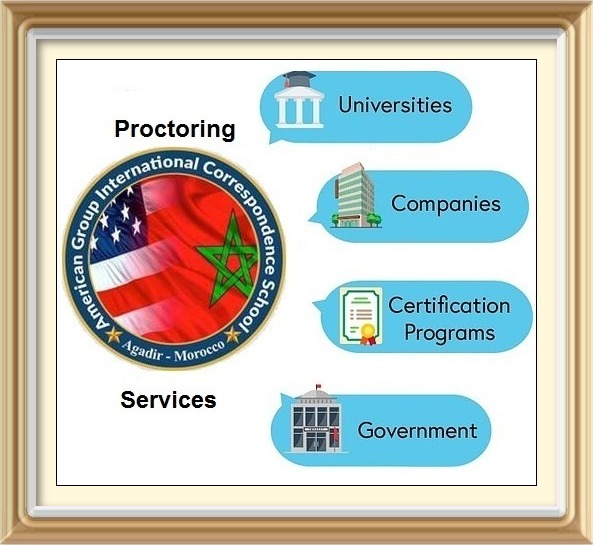 Proctoring
American Group International Correspondence School
Agadir - Morocco
Services
Universities
Companies
Certification
Programs
Government